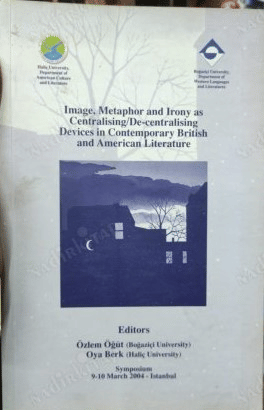 Haliç University,
Department of
American Culture
and Literature
Boğaziçi University,
Department of
Western Languages
and Literatures
Image, Metaphor and Irony as
Centralising/De-centralising
Devices in Contemporary British
and American Literature
Editors
Özlem Öğüt (Bogaziçi University)
Oya Berk (Haliç University)
Symposium
9-10 March 2004 - Istanbul